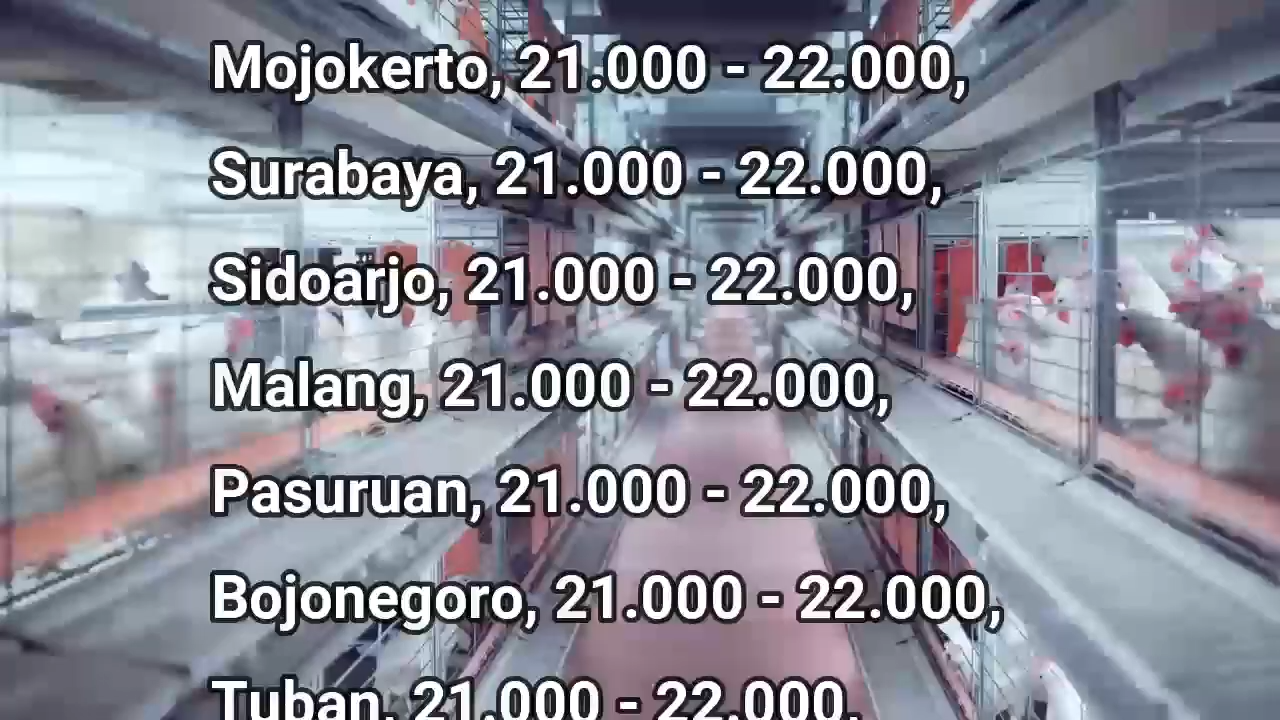 Mojokerto, 21.000 - 22.000,
Surabaya, 21.000 - 22.000,
Sidoarjo, 21.000 - 22.000,
Malang, 21.000 - 22.000,
Pasuruan, 21.000 - 22.000,
Bojonegoro, 21.000 - 22.000,
Tuban, 21.000 - 22.000,